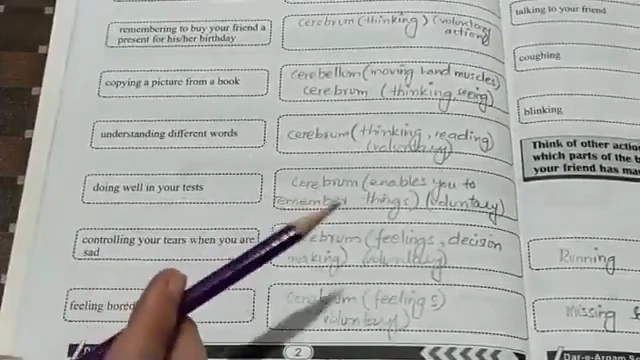 remembering to buy your friend a
present for his/her birthday
cerebrum (thinking) (voluntary
action)
copying a picture from a book
cerebellum (moving hand muscles)
cerebrum (thinking, seeing)
understanding different words
cerebrum (thinking, reading)
(voluntary)
doing well in your tests
cerebrum (enables you to
remember things) (voluntary)
controlling your tears when you are
sad
cerebrum (feelings, decison
making) (voluntary)
feeling bored
cerebrum (feelings)
voluntary)
2
talking to your friend
coughing
blinking
Think of other actio
which parts of the b
your friend has ma
Running
Missing
Dar-e-Arqam S